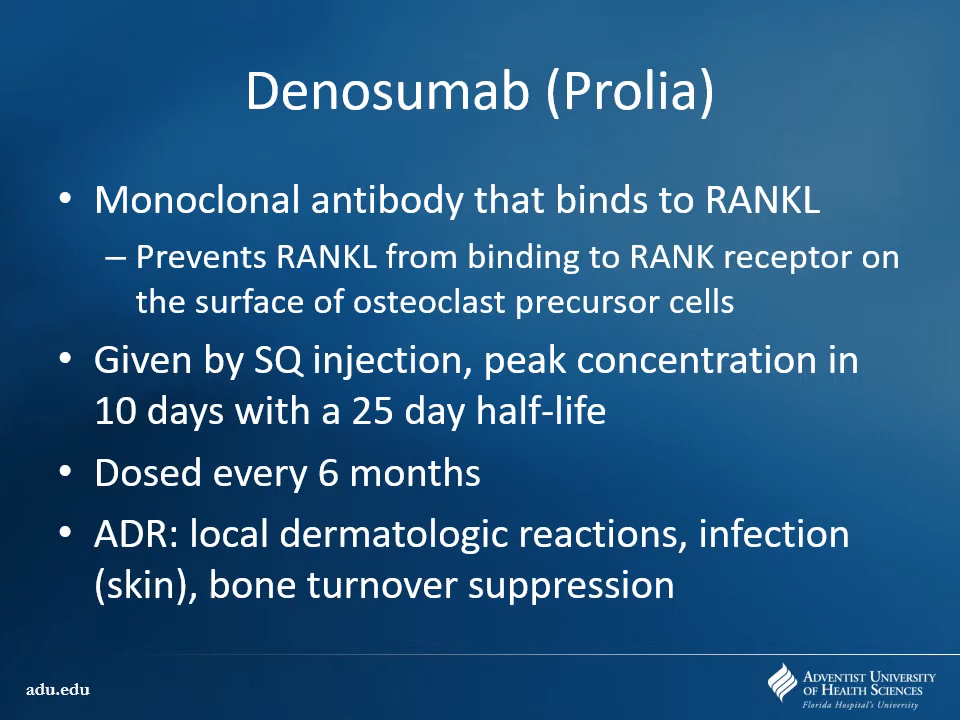 Denosumab (Prolia)
• Monoclonal antibody that binds to RANKL
– Prevents RANKL from binding to RANK receptor on
the surface of osteoclast precursor cells
• Given by SQ injection, peak concentration in
10 days with a 25 day half-life
• Dosed every 6 months
• ADR: local dermatologic reactions, infection
(skin), bone turnover suppression
adu.edu
ADVENTIST UNIVERSITY
OF HEALTH SCIENCES
Florida Hospital's University